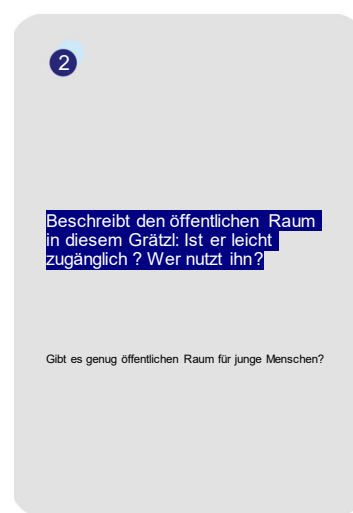 2
Beschreibt den öffentlichen Raum
in diesem Grätzl: Ist er leicht
zugänglich ? Wer nutzt ihn?
Gibt es genug öffentlichen Raum für junge Menschen?